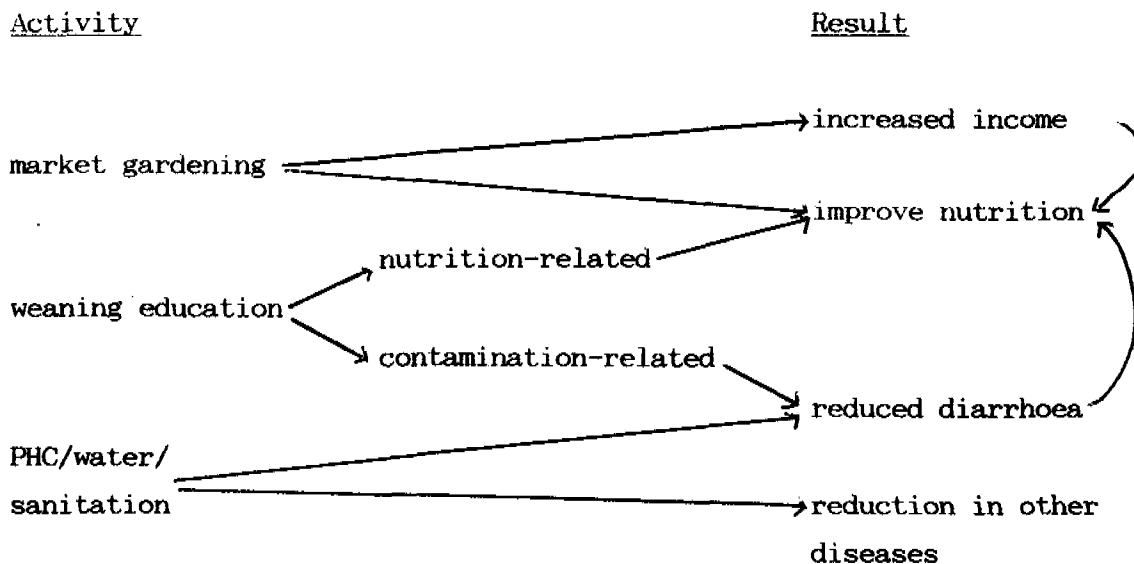 Activity
Result
increased income
market gardening
improve nutrition
nutrition-related
weaning education
contamination-related
reduced diarrhoea
PHC/water/
sanitation
reduction in other
diseases